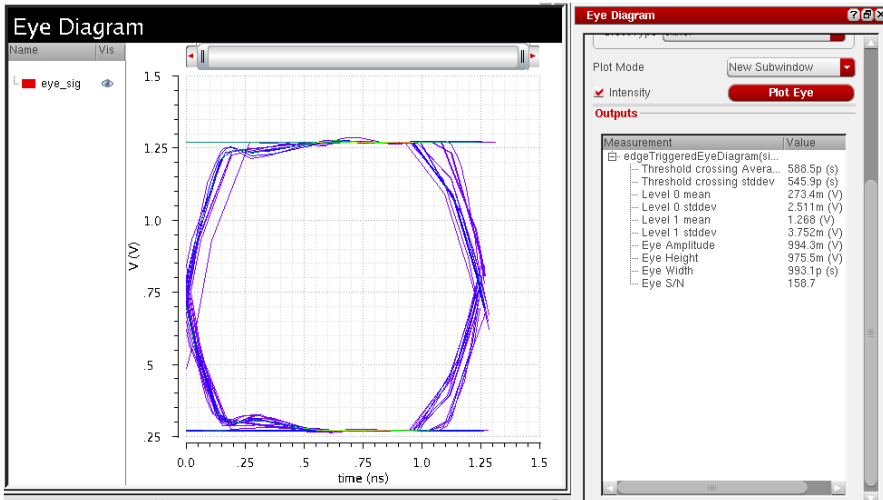 Eye Diagram
Name Vis
eye_sig
1.5
1.25
1.0
.75
.5
.25
V (V)
0.0 .25 .5 .75 1.0 1.25 1.5
time (ns)
Eye Diagram
Plot Mode New Subwindow
Intensity Plot Eye
Outputs
Measurement Value
edgeTriggeredEyeDiagram(si...
Threshold crossing Avera... 588.5p (s)
Threshold crossing stddev 545.9p (s)
Level 0 mean 273.4m (V)
Level 0 stddev 2.511m (V)
Level 1 mean 1.268 (V)
Level 1 stddev 3.752m (V)
Eye Amplitude 994.3m (V)
Eye Height 975.5m (V)
Eye Width 993.1p (s)
Eye S/N 158.7